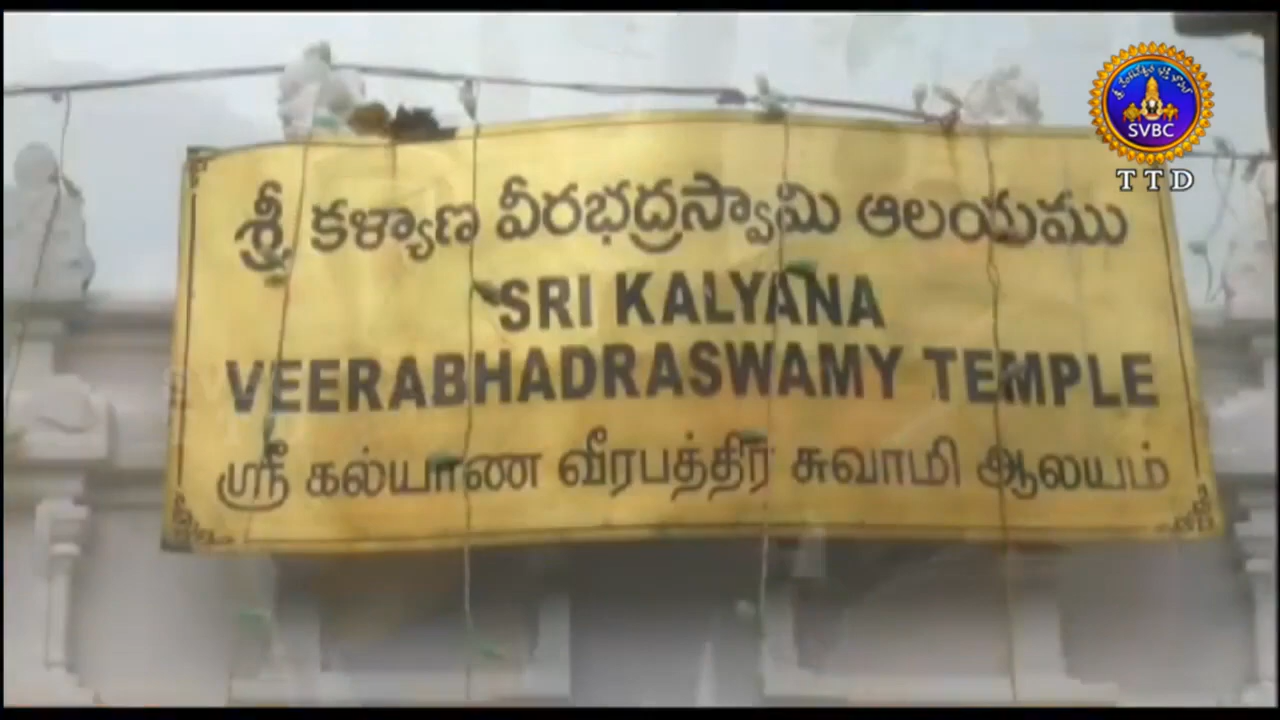 శ్రీ కళ్యాణ వీరభద్రస్వామి ఆలయము
SRI KALYANA
VEERABHADRASWAMY TEMPLE
ஸ்ரீ கல்யாண வீரபத்திர சுவாமி ஆலயம்
SVBC
TTD